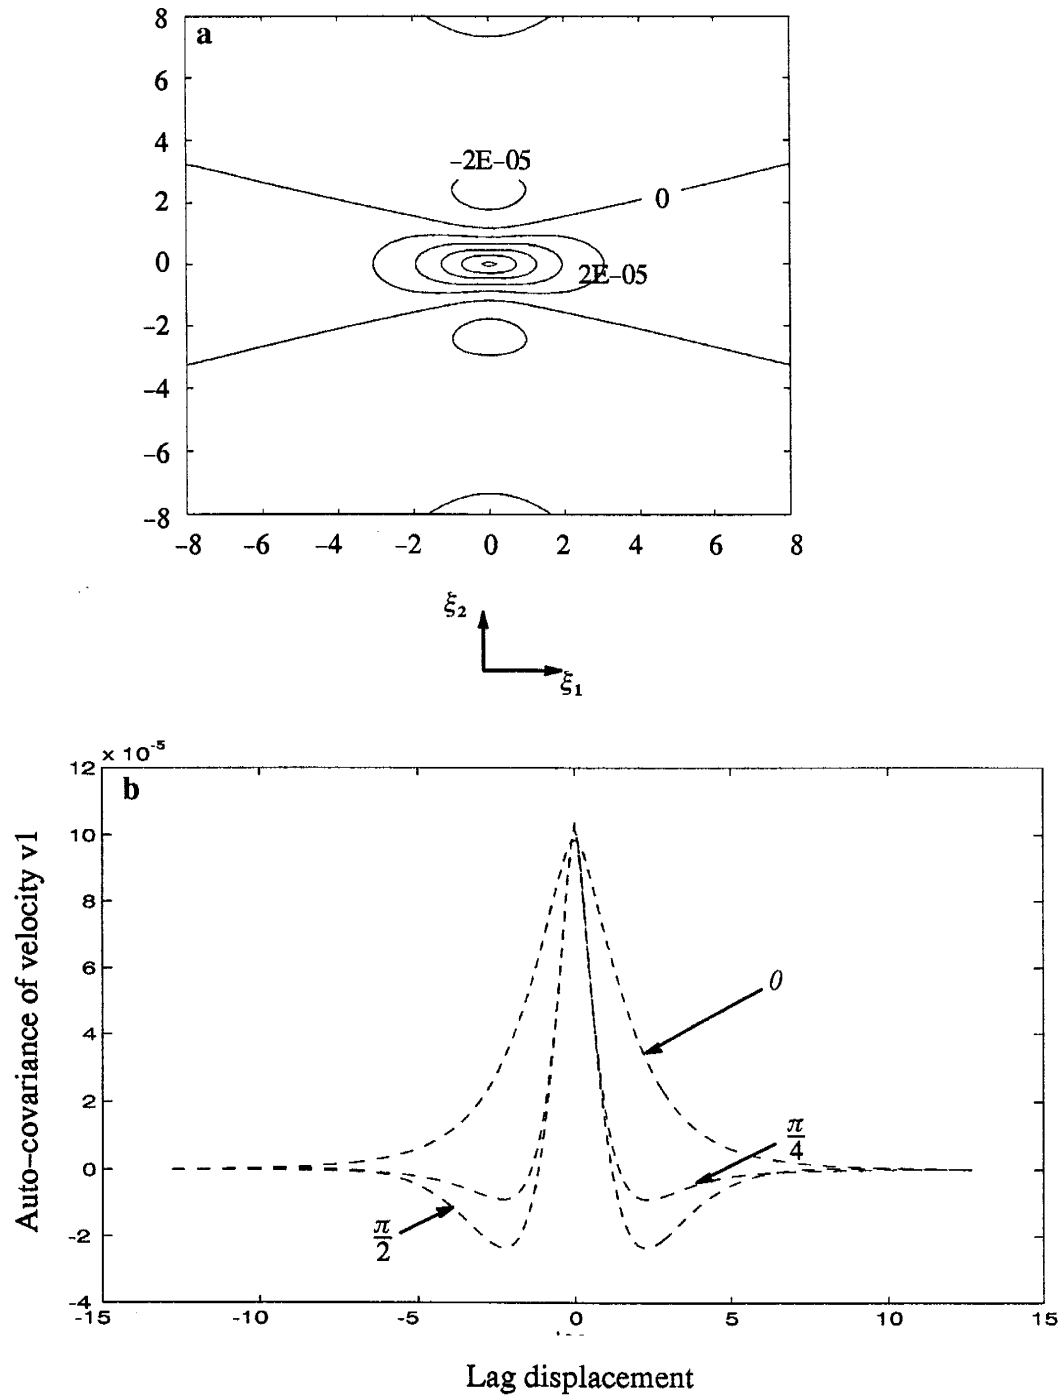 a
8
6
4
2
0
−2
−4
−6
−8
−2E−05
0
2E−05
−8 −6 −4 −2 0 2 4 6 8
ξ₂
ξ₁
× 10⁻⁵
b
12
10
8
6
4
2
0
-2
-4
0
π/4
π/2
-15 -10 -5 0 5 10 15
Auto−covariance of velocity v1
Lag displacement